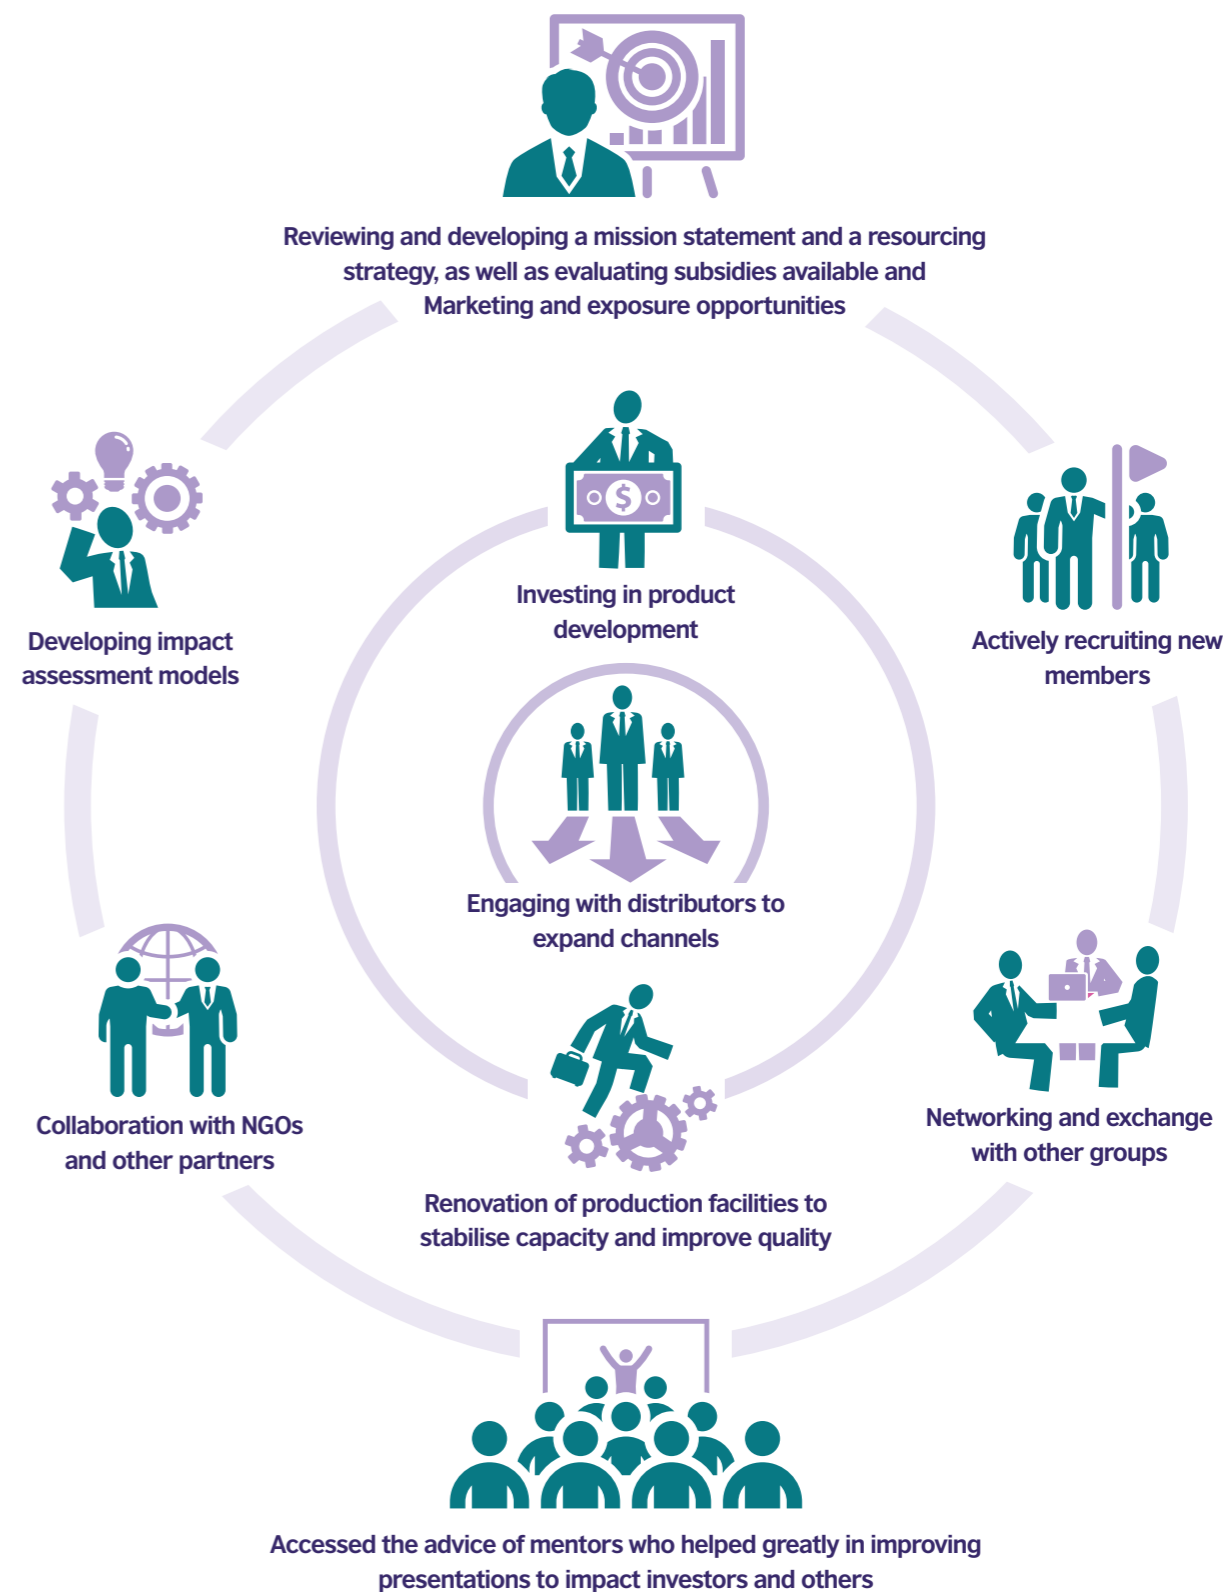 Reviewing and developing a mission statement and a resourcing
strategy, as well as evaluating subsidies available and
Marketing and exposure opportunities
$
Investing in product
development
Developing impact
assessment models
Actively recruiting new
members
Engaging with distributors to
expand channels
Collaboration with NGOs
and other partners
Networking and exchange
with other groups
Renovation of production facilities to
stabilise capacity and improve quality
Accessed the advice of mentors who helped greatly in improving
presentations to impact investors and others